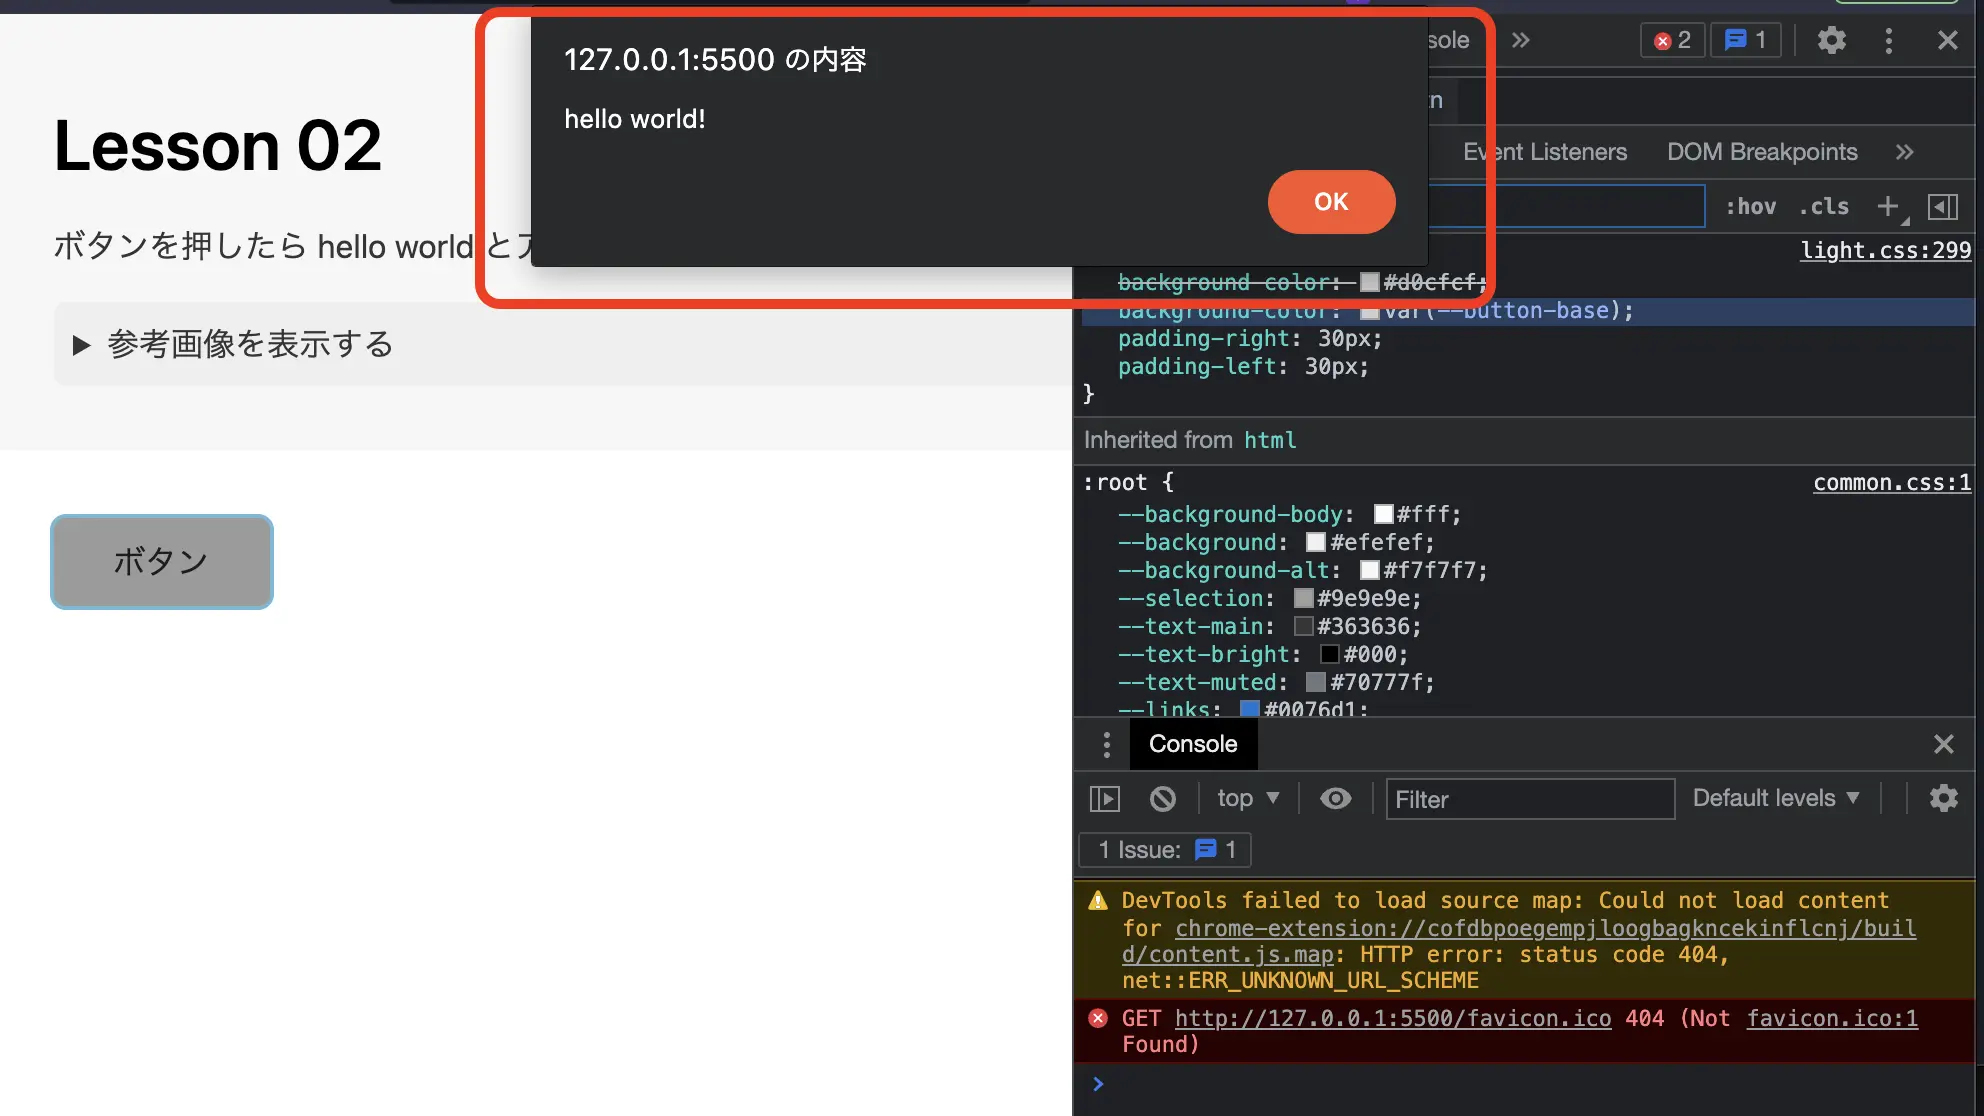 127.0.0.1:5500 の内容
hello world!
OK
Lesson 02
ボタンを押したら hello world と
▶ 参考画像を表示する
ボタン
sole » 2 1
Event Listeners DOM Breakpoints »
:hov .cls +
light.css:299
background-color: #d0cfcf;
background-color: var(--button-base);
padding-right: 30px;
padding-left: 30px;
}
Inherited from html
:root { common.css:1
--background-body: #fff;
--background: #efefef;
--background-alt: #f7f7f7;
--selection: #9e9e9e;
--text-main: #363636;
--text-bright: #000;
--text-muted: #70777f;
--links: #0076d1;
Console
top ▼ Filter Default levels ▼
1 Issue: 1
DevTools failed to load source map: Could not load content
for chrome-extension://cofdbpoegempjloogbagkncekinflcnj/buil
d/content.js.map: HTTP error: status code 404,
net::ERR_UNKNOWN_URL_SCHEME
GET http://127.0.0.1:5500/favicon.ico 404 (Not favicon.ico:1
Found)